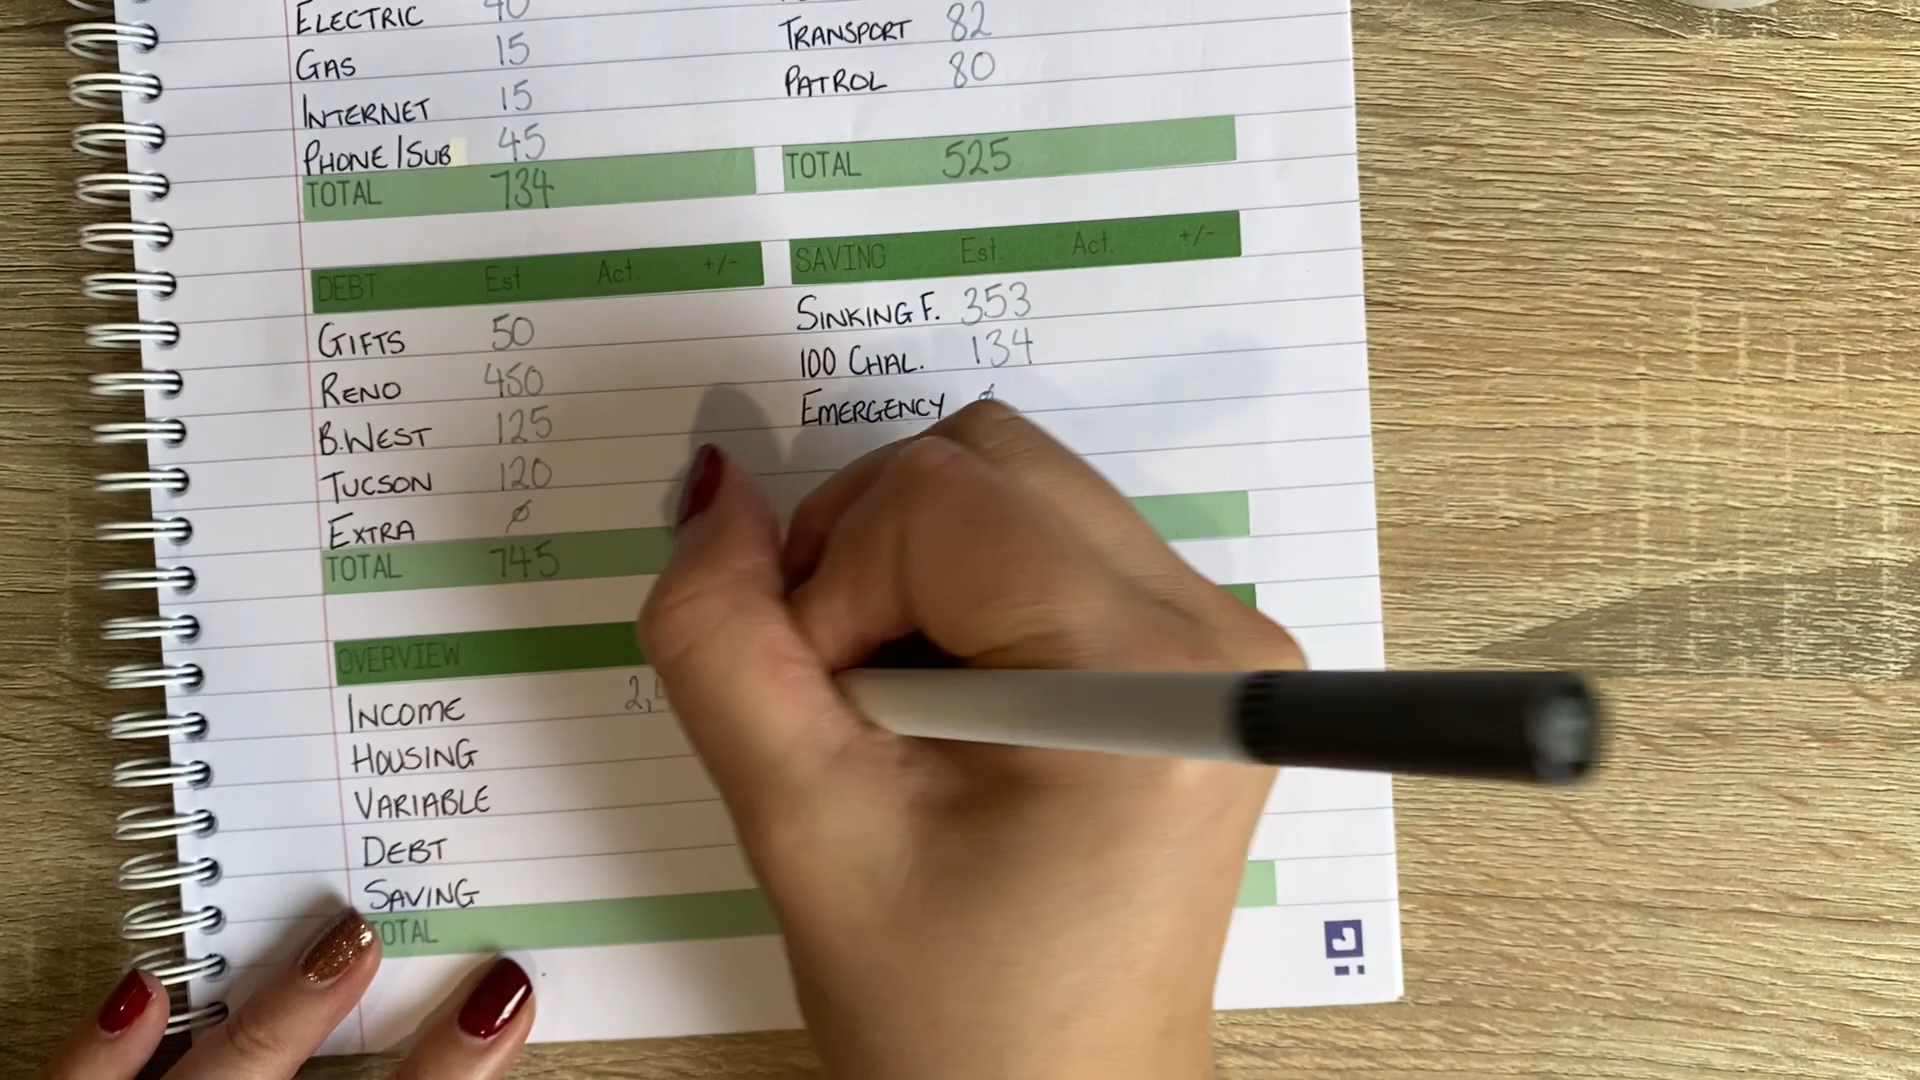 ELECTRIC 40
GAS 15
INTERNET 15
PHONE/SUB 45
TOTAL 734
TRANSPORT 82
PATROL 80
TOTAL 525
DEBT Est. Act. +/-
GIFTS 50
RENO 450
B.WEST 125
TUCSON 120
EXTRA ø
TOTAL 745
SAVING Est. Act. +/-
SINKING F. 353
100 CHAL. 134
EMERGENCY ø
OVERVIEW
INCOME
HOUSING
VARIABLE
DEBT
SAVING
TOTAL